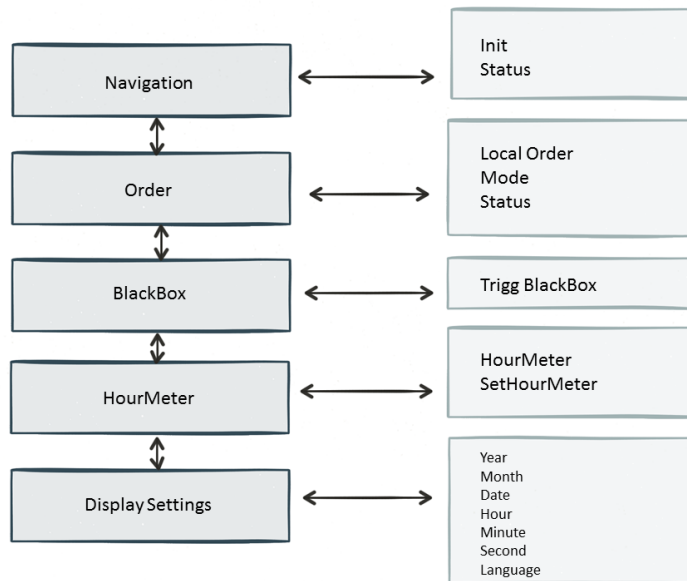 Navigation
Init
Status
Order
Local Order
Mode
Status
BlackBox
Trigg BlackBox
HourMeter
HourMeter
SetHourMeter
Display Settings
Year
Month
Date
Hour
Minute
Second
Language